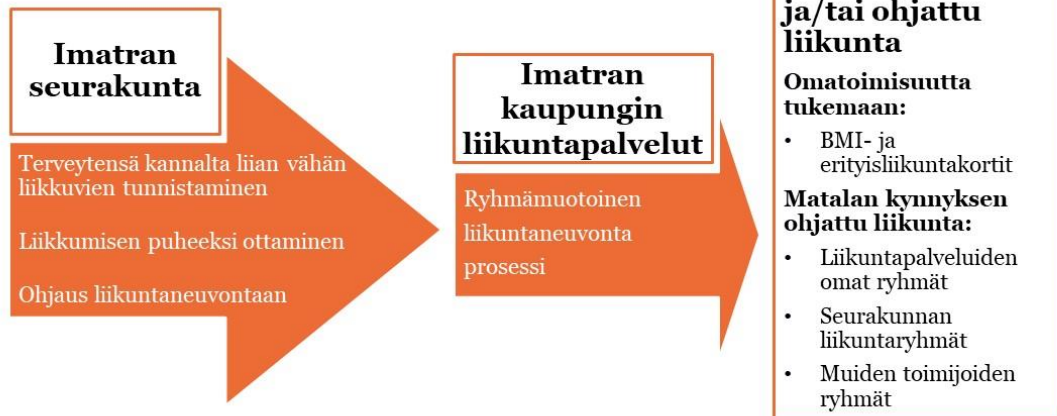 Imatran
seurakunta
Terveytensä kannalta liian vähän
liikkuvien tunnistaminen
Liikkumisen puheeksi ottaminen
Ohjaus liikuntaneuvontaan
Imatran
kaupungin
liikuntapalvelut
Ryhmämuotoinen
liikuntaneuvonta
prosessi
ja/tai ohjattu
liikunta
Omatoimisuutta
tukemaan:
• BMI- ja
erityisliikuntakortit
Matalan kynnyksen
ohjattu liikunta:
• Liikuntapalveluiden
omat ryhmät
• Seurakunnan
liikuntaryhmät
• Muiden toimijoiden
ryhmät